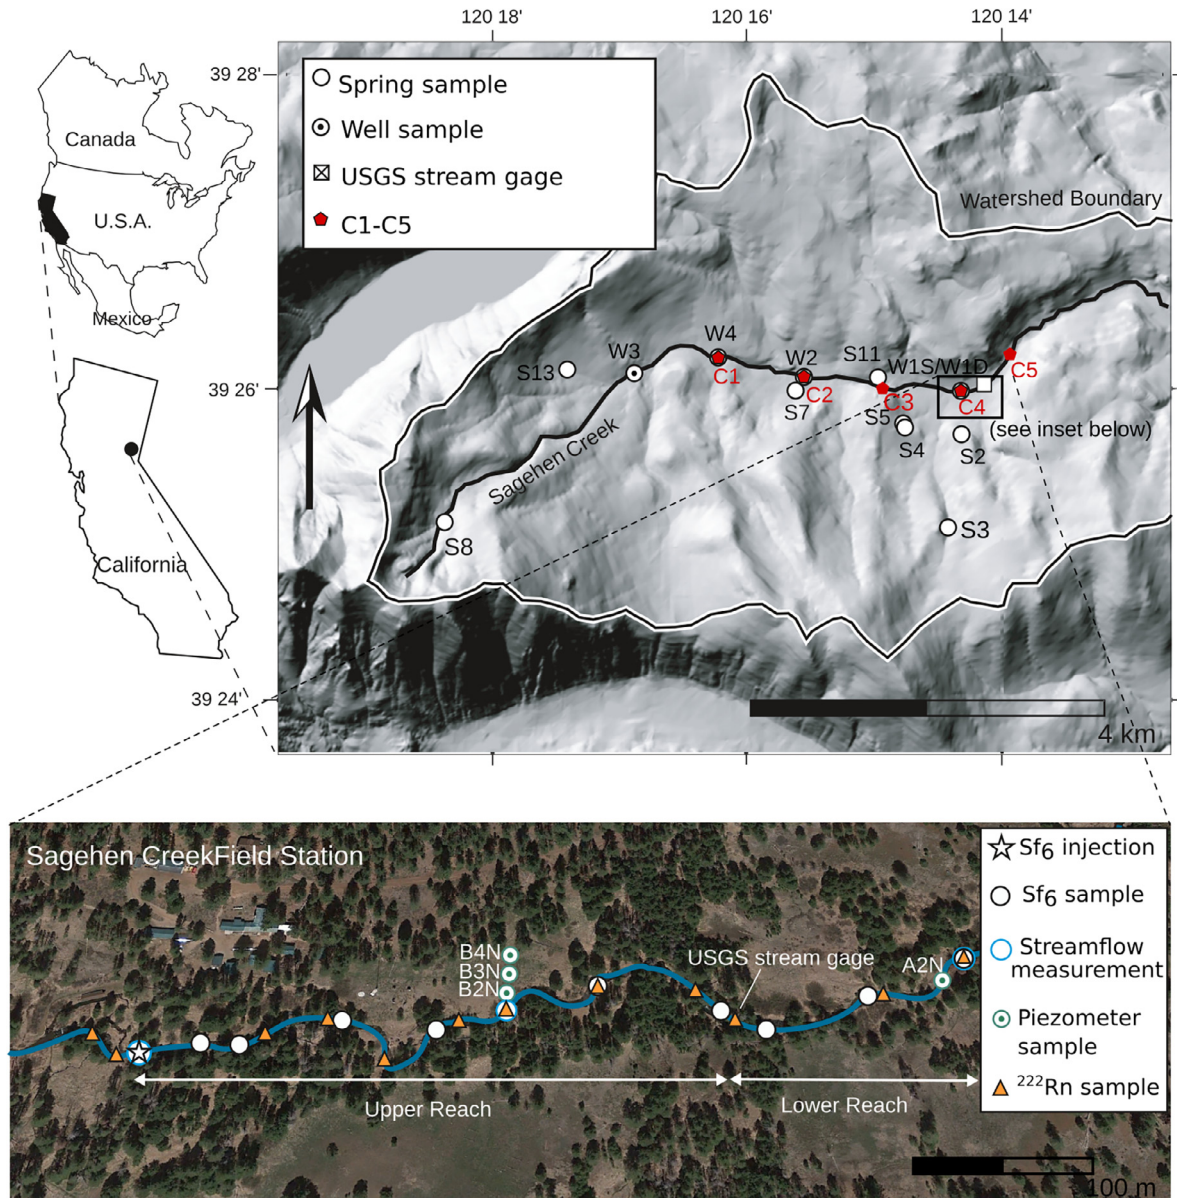 120 18'
120 16'
120 14'
39 28'
Spring sample
Well sample
USGS stream gage
C1-C5
Canada
U.S.A.
Mexico
California
Watershed Boundary
W4
W3
S13
C1
W2
S11
W1S/W1D
C5
39 26'
C2
C3
C4
S7
S5
S4
S2
(see inset below)
Sagehen Creek
S8
S3
39 24'
4 km
Sagehen CreekField Station
Sf6 injection
Sf6 sample
Streamflow
measurement
Piezometer
sample
222Rn sample
B4N
B3N
B2N
USGS stream gage
A2N
Upper Reach
Lower Reach
100 m